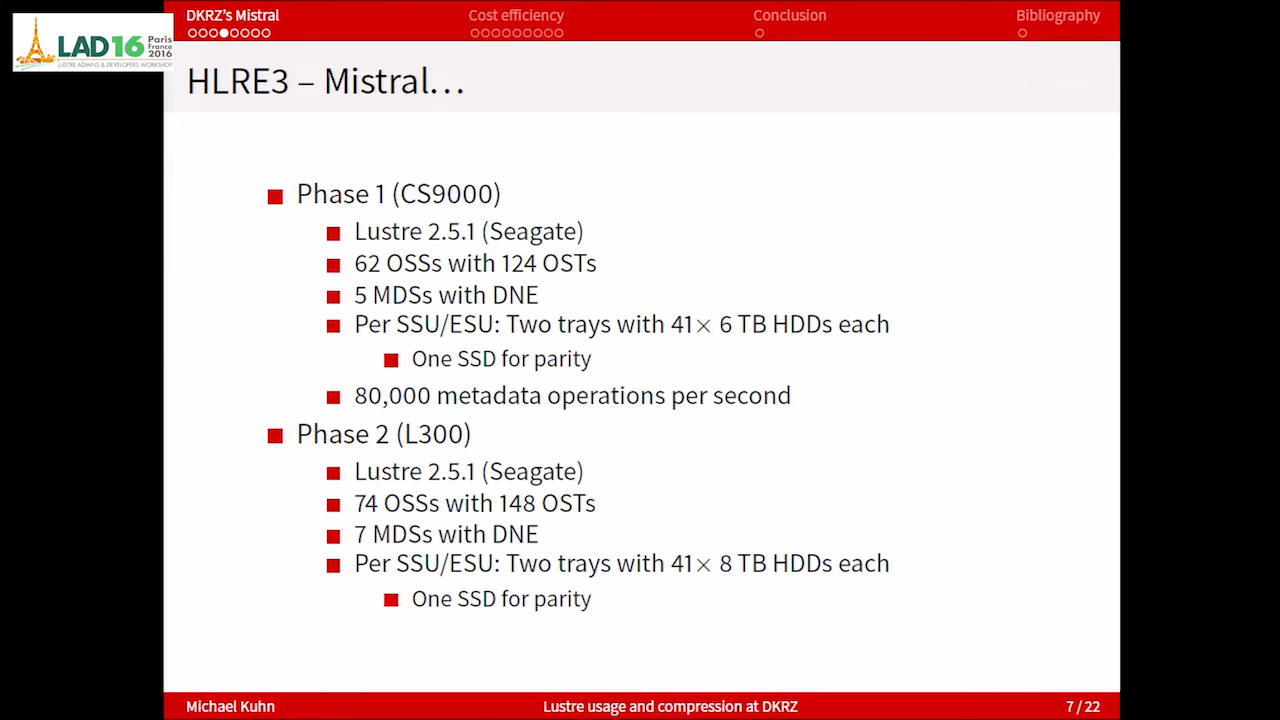 DKRZ's Mistral
Cost efficiency
Conclusion
Bibliography
LAD16 Paris France 2016
LUSTRE ADMINS & DEVELOPERS WORKSHOP
HLRE3 – Mistral…
Phase 1 (CS9000)
Lustre 2.5.1 (Seagate)
62 OSSs with 124 OSTs
5 MDSs with DNE
Per SSU/ESU: Two trays with 41× 6 TB HDDs each
One SSD for parity
80,000 metadata operations per second
Phase 2 (L300)
Lustre 2.5.1 (Seagate)
74 OSSs with 148 OSTs
7 MDSs with DNE
Per SSU/ESU: Two trays with 41× 8 TB HDDs each
One SSD for parity
Michael Kuhn
Lustre usage and compression at DKRZ
7 / 22